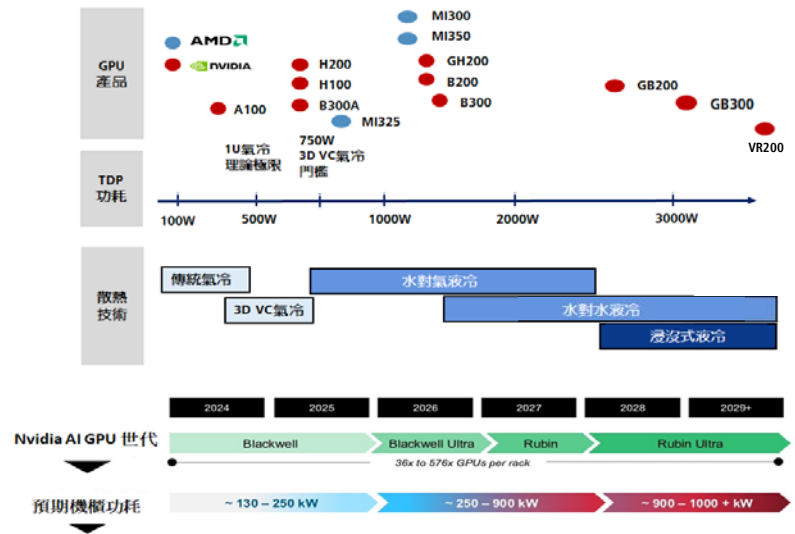 GPU
產品
AMD
NVIDIA
A100
H200
H100
B300A
MI325
MI300
MI350
GH200
B200
B300
GB200
GB300
VR200
1U氣冷
理論極限
750W
3D VC氣冷
門檻
TDP
功耗
100W
500W
1000W
2000W
3000W
散熱
技術
傳統氣冷
3D VC氣冷
水對氣液冷
水對水液冷
浸沒式液冷
2024
2025
2026
2027
2028
2029+
Nvidia AI GPU 世代
Blackwell
Blackwell Ultra
Rubin
Rubin Ultra
36x to 576x GPUs per rack
預期機櫃功耗
~ 130 – 250 kW
~ 250 – 900 kW
~ 900 – 1000 + kW